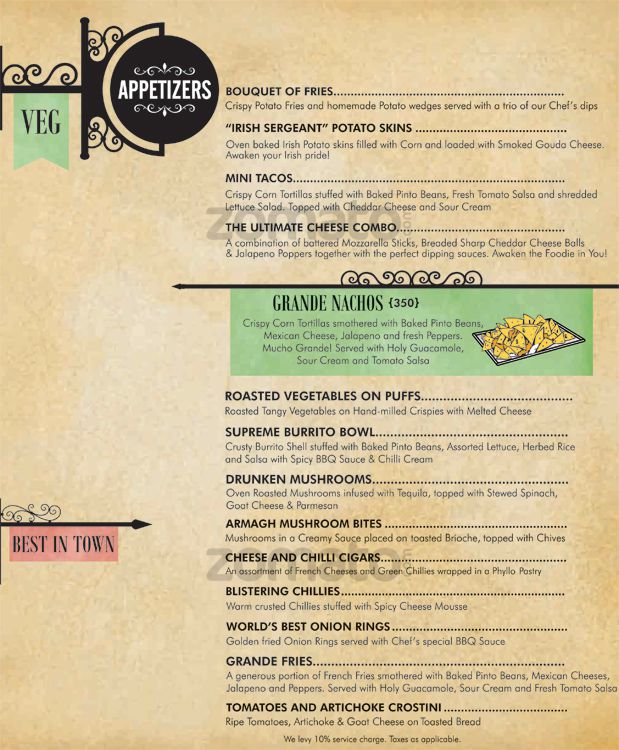 APPETIZERS
VEG
BOUQUET OF FRIES
Crispy Potato Fries and homemade Potato wedges served with a trio of our Chef's dips
"IRISH SERGEANT" POTATO SKINS
Oven baked Irish Potato skins filled with Corn and loaded with Smoked Gouda Cheese.
Awaken your Irish pride!
MINI TACOS
Crispy Corn Tortillas stuffed with Baked Pinto Beans, Fresh Tomato Salsa and shredded
Lettuce Salad. Topped with Cheddar Cheese and Sour Cream
zomato.com
THE ULTIMATE CHEESE COMBO
A combination of battered Mozzarella Sticks, Breaded Sharp Cheddar Cheese Balls
& Jalapeno Poppers together with the perfect dipping sauces. Awaken the Foodie in You!
GRANDE NACHOS {350}
Crispy Corn Tortillas smothered with Baked Pinto Beans,
Mexican Cheese, Jalapeno and fresh Peppers.
Mucho Grande! Served with Holy Guacamole,
Sour Cream and Tomato Salsa
ROASTED VEGETABLES ON PUFFS
Roasted Tangy Vegetables on Hand-milled Crispies with Melted Cheese
SUPREME BURRITO BOWL
Crusty Burrito Shell stuffed with Baked Pinto Beans, Assorted Lettuce, Herbed Rice
and Salsa with Spicy BBQ Sauce & Chilli Cream
DRUNKEN MUSHROOMS
Oven Roasted Mushrooms infused with Tequila, topped with Stewed Spinach,
Goat Cheese & Parmesan
BEST IN TOWN
ARMAGH MUSHROOM BITES
Mushrooms in a Creamy Sauce placed on toasted Brioche, topped with Chives
zomato
CHEESE AND CHILLI CIGARS
An assortment of French Cheeses and Green Chillies wrapped in a Phyllo Pastry
BLISTERING CHILLIES
Warm crusted Chillies stuffed with Spicy Cheese Mousse
WORLD'S BEST ONION RINGS
Golden fried Onion Rings served with Chef's special BBQ Sauce
GRANDE FRIES
A generous portion of French Fries smothered with Baked Pinto Beans, Mexican Cheeses,
Jalapeno and Peppers. Served with Holy Guacamole, Sour Cream and Fresh Tomato Salsa
TOMATOES AND ARTICHOKE CROSTINI
Ripe Tomatoes, Artichoke & Goat Cheese on Toasted Bread
We levy 10% service charge. Taxes as applicable.